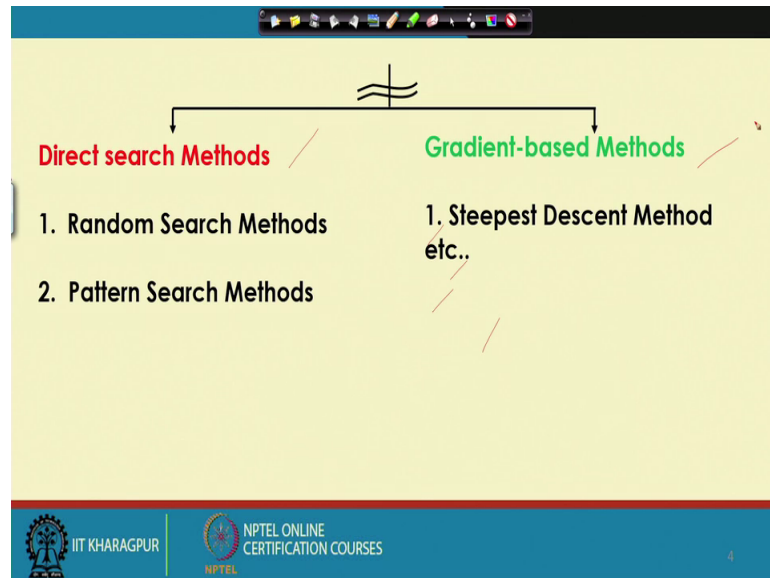 Direct search Methods
1. Random Search Methods
2. Pattern Search Methods
Gradient-based Methods
1. Steepest Descent Method
etc..
IIT KHARAGPUR
NPTEL
NPTEL ONLINE
CERTIFICATION COURSES
4